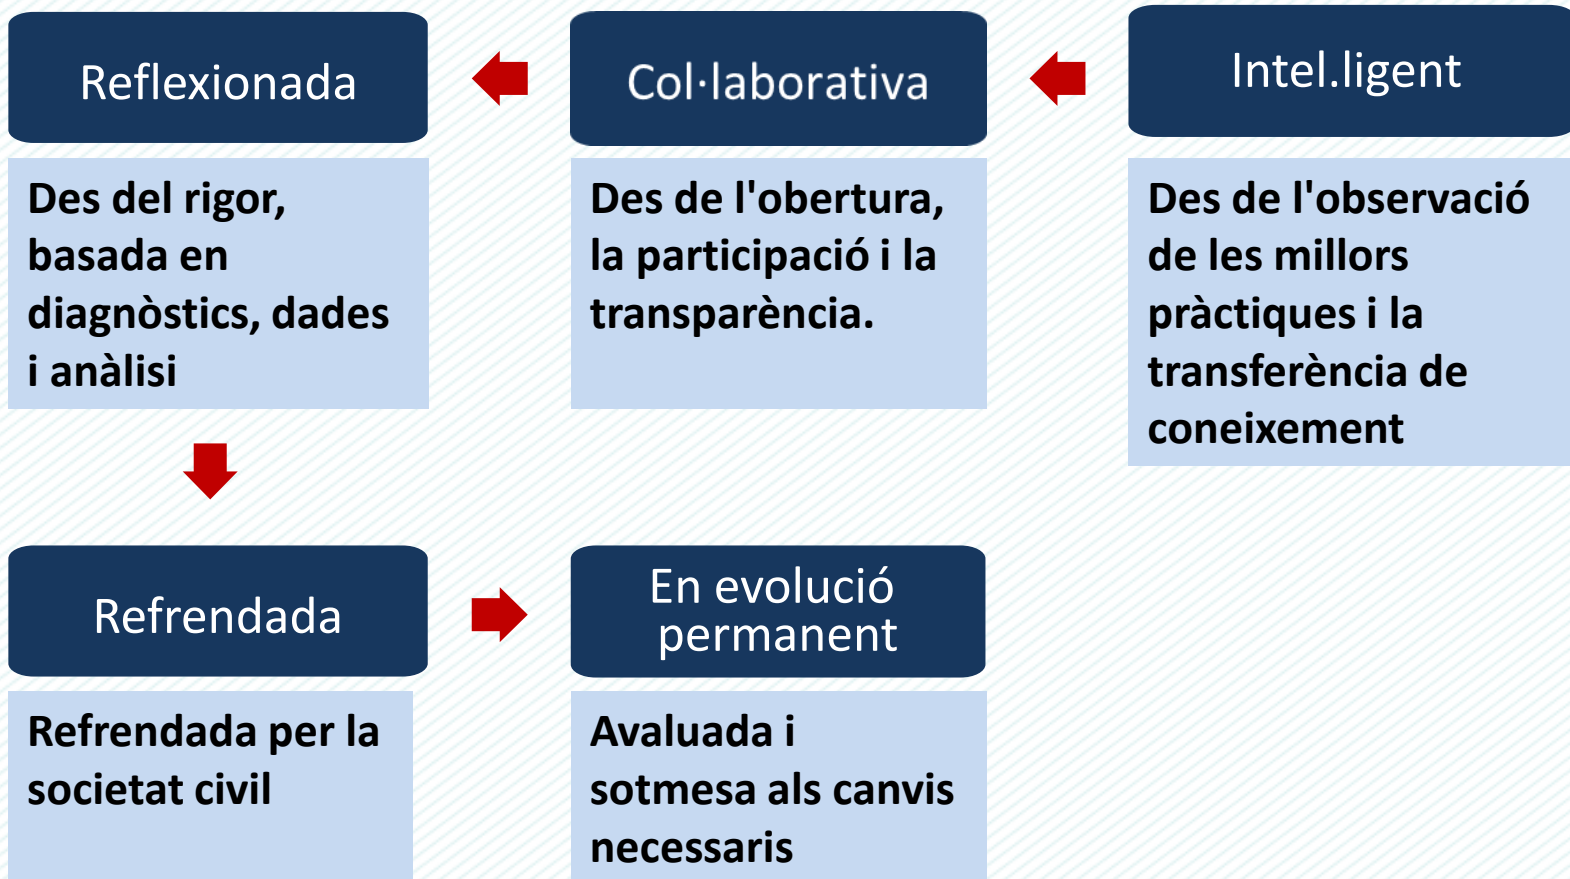 Reflexionada
Des del rigor,
basada en
diagnòstics, dades
i anàlisi
Col·laborativa
Des de l'obertura,
la participació i la
transparència.
Intel.ligent
Des de l'observació
de les millors
pràctiques i la
transferència de
coneixement
Refrendada
Refrendada per la
societat civil
En evolució
permanent
Avaluada i
sotmesa als canvis
necessaris